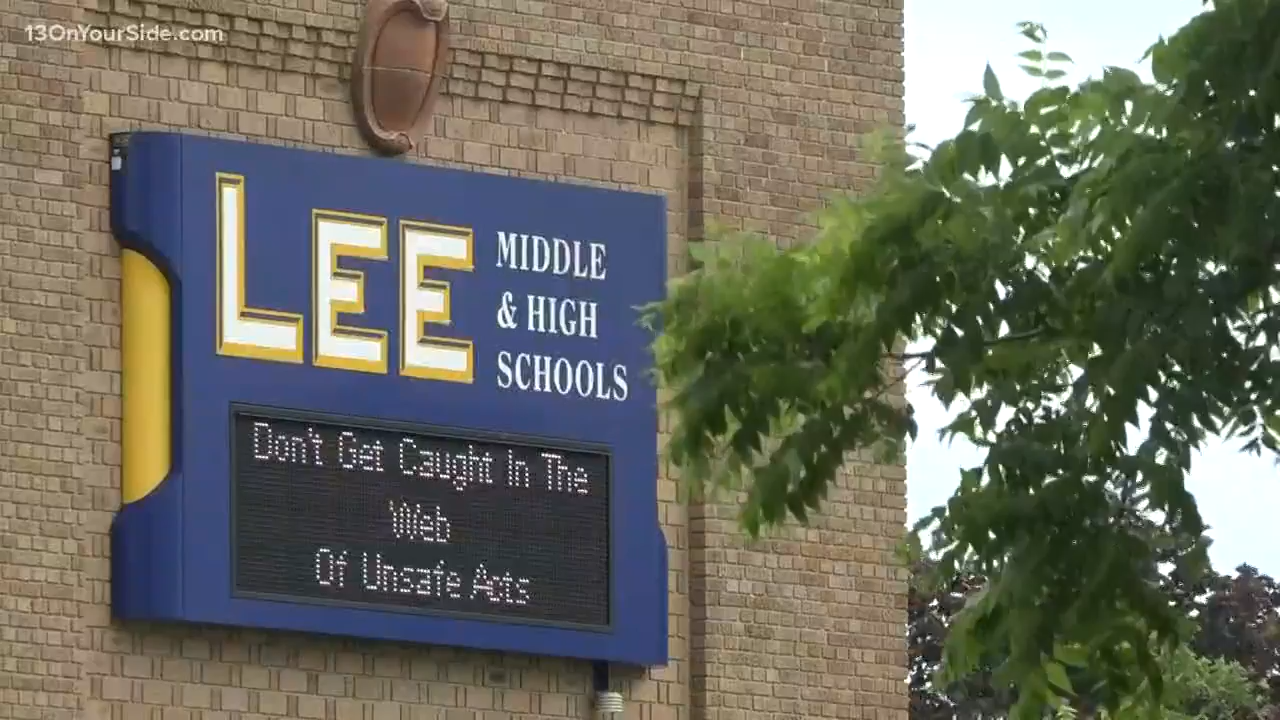 13OnYourSide.com
LEE
MIDDLE
& HIGH
SCHOOLS
Don't Get Caught In The
Web
Of Unsafe Acts